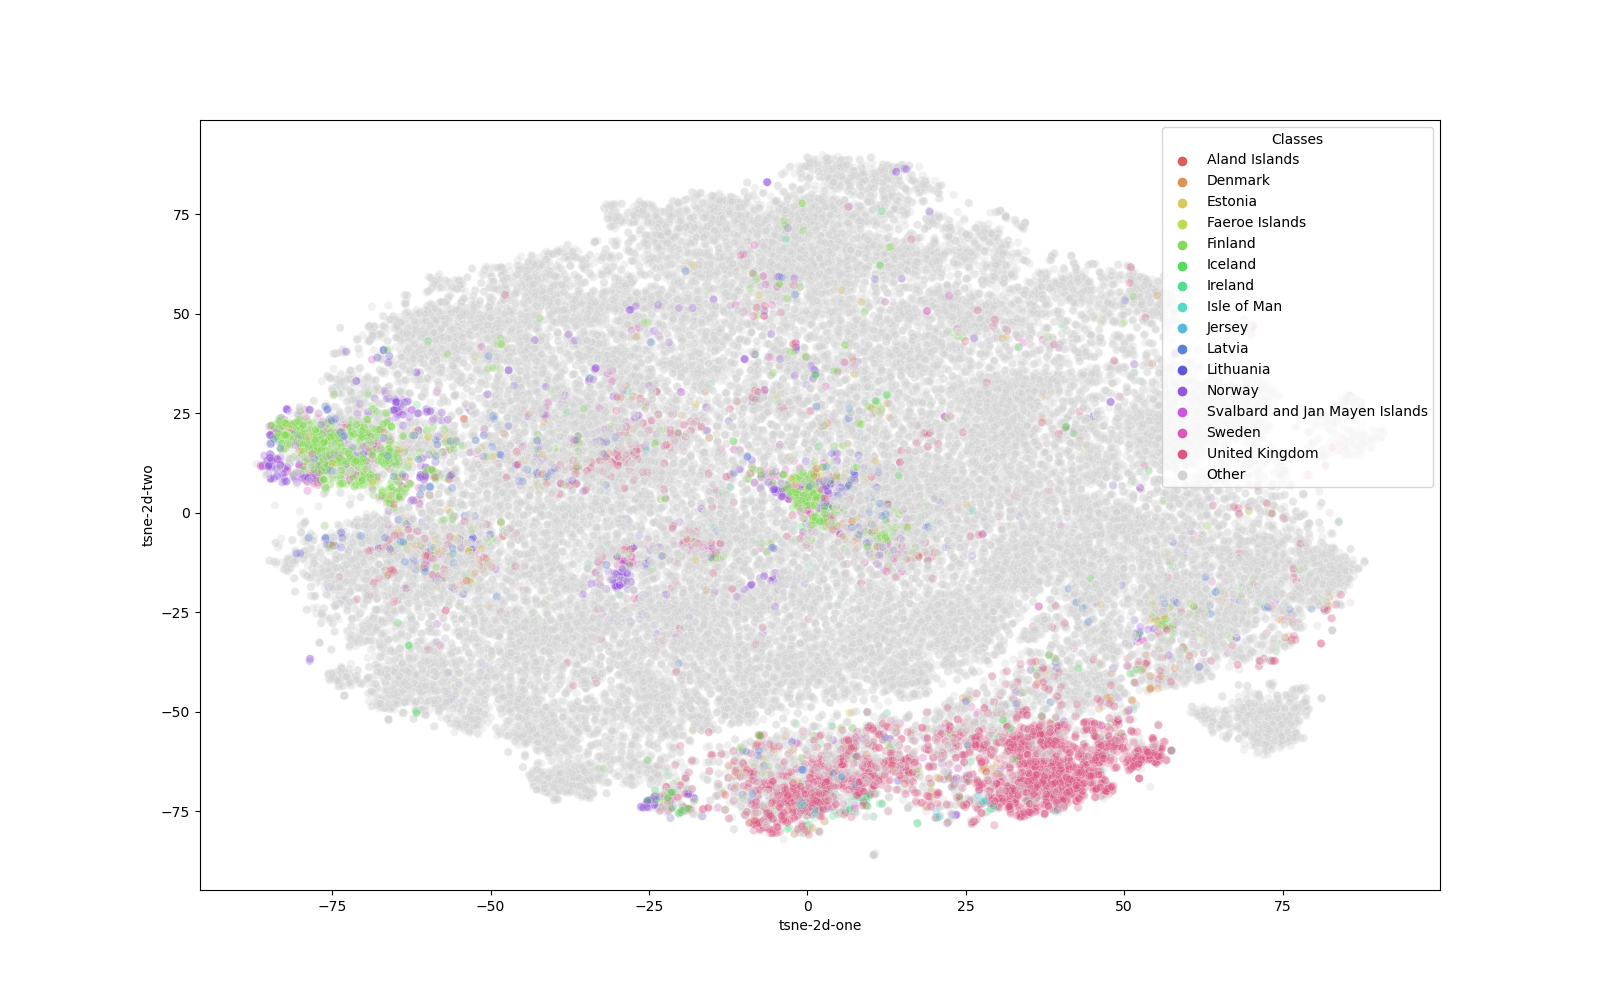 Classes
Aland Islands
Denmark
Estonia
Faeroe Islands
Finland
Iceland
Ireland
Isle of Man
Jersey
Latvia
Lithuania
Norway
Svalbard and Jan Mayen Islands
Sweden
United Kingdom
Other
75
50
25
0
−25
−50
−75
tsne-2d-two
−75 −50 −25 0 25 50 75
tsne-2d-one